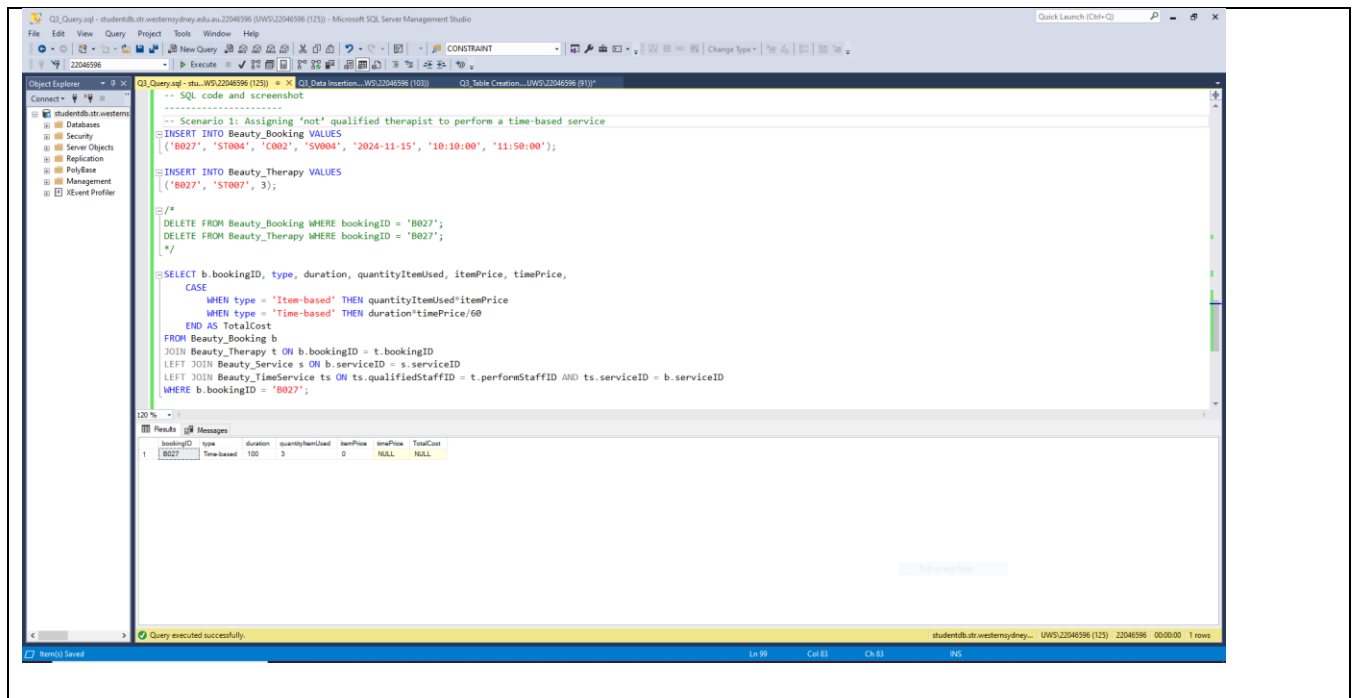 Q3_Query.sql - studentdb.str.westernsydney.edu.au.22046596 (UWS\22046596 (125)) - Microsoft SQL Server Management Studio
Quick Launch (Ctrl+Q)
File Edit View Query Project Tools Window Help
New Query CONSTRAINT Change Type
22046596 Execute
Object Explorer
Q3_Query.sql - stu...WS\22046596 (125)) Q3_Data Insertion....WS\22046596 (103)) Q3_Table Creation....UWS\22046596 (91))*
Connect
studentdb.str.westerns
Databases
Security
Server Objects
Replication
PolyBase
Management
XEvent Profiler
-- SQL code and screenshot
----------------------
-- Scenario 1: Assigning ‘not’ qualified therapist to perform a time-based service
INSERT INTO Beauty_Booking VALUES
('B027', 'ST004', 'C002', 'SV004', '2024-11-15', '10:10:00', '11:50:00');
INSERT INTO Beauty_Therapy VALUES
('B027', 'ST007', 3);
/*
DELETE FROM Beauty_Booking WHERE bookingID = 'B027';
DELETE FROM Beauty_Therapy WHERE bookingID = 'B027';
*/
SELECT b.bookingID, type, duration, quantityItemUsed, itemPrice, timePrice,
CASE
WHEN type = 'Item-based' THEN quantityItemUsed*itemPrice
WHEN type = 'Time-based' THEN duration*timePrice/60
END AS TotalCost
FROM Beauty_Booking b
JOIN Beauty_Therapy t ON b.bookingID = t.bookingID
LEFT JOIN Beauty_Service s ON b.serviceID = s.serviceID
LEFT JOIN Beauty_TimeService ts ON ts.qualifiedStaffID = t.performStaffID AND ts.serviceID = b.serviceID
WHERE b.bookingID = 'B027';
120 %
Results Messages
bookingID type duration quantityItemUsed itemPrice timePrice TotalCost
1 B027 Time-based 100 3 0 NULL NULL
Query executed successfully.
studentdb.str.westernsydney... UWS\22046596 (125) 22046596 00:00:00 1 rows
Item(s) Saved Ln 99 Col 83 Ch 83 INS